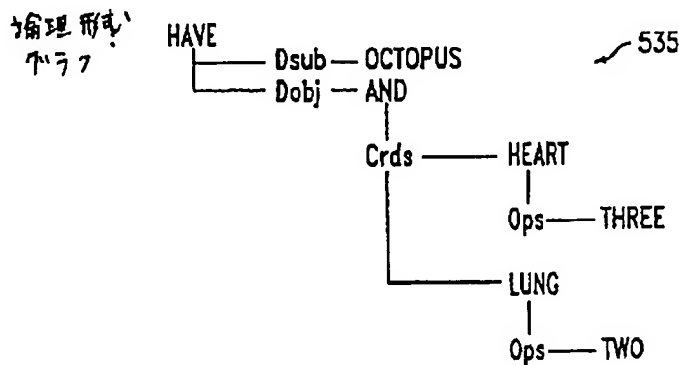 論理形式
グラフ
HAVE
Dsub OCTOPUS
535
Dobj AND
Crds HEART
Ops THREE
LUNG
Ops TWO